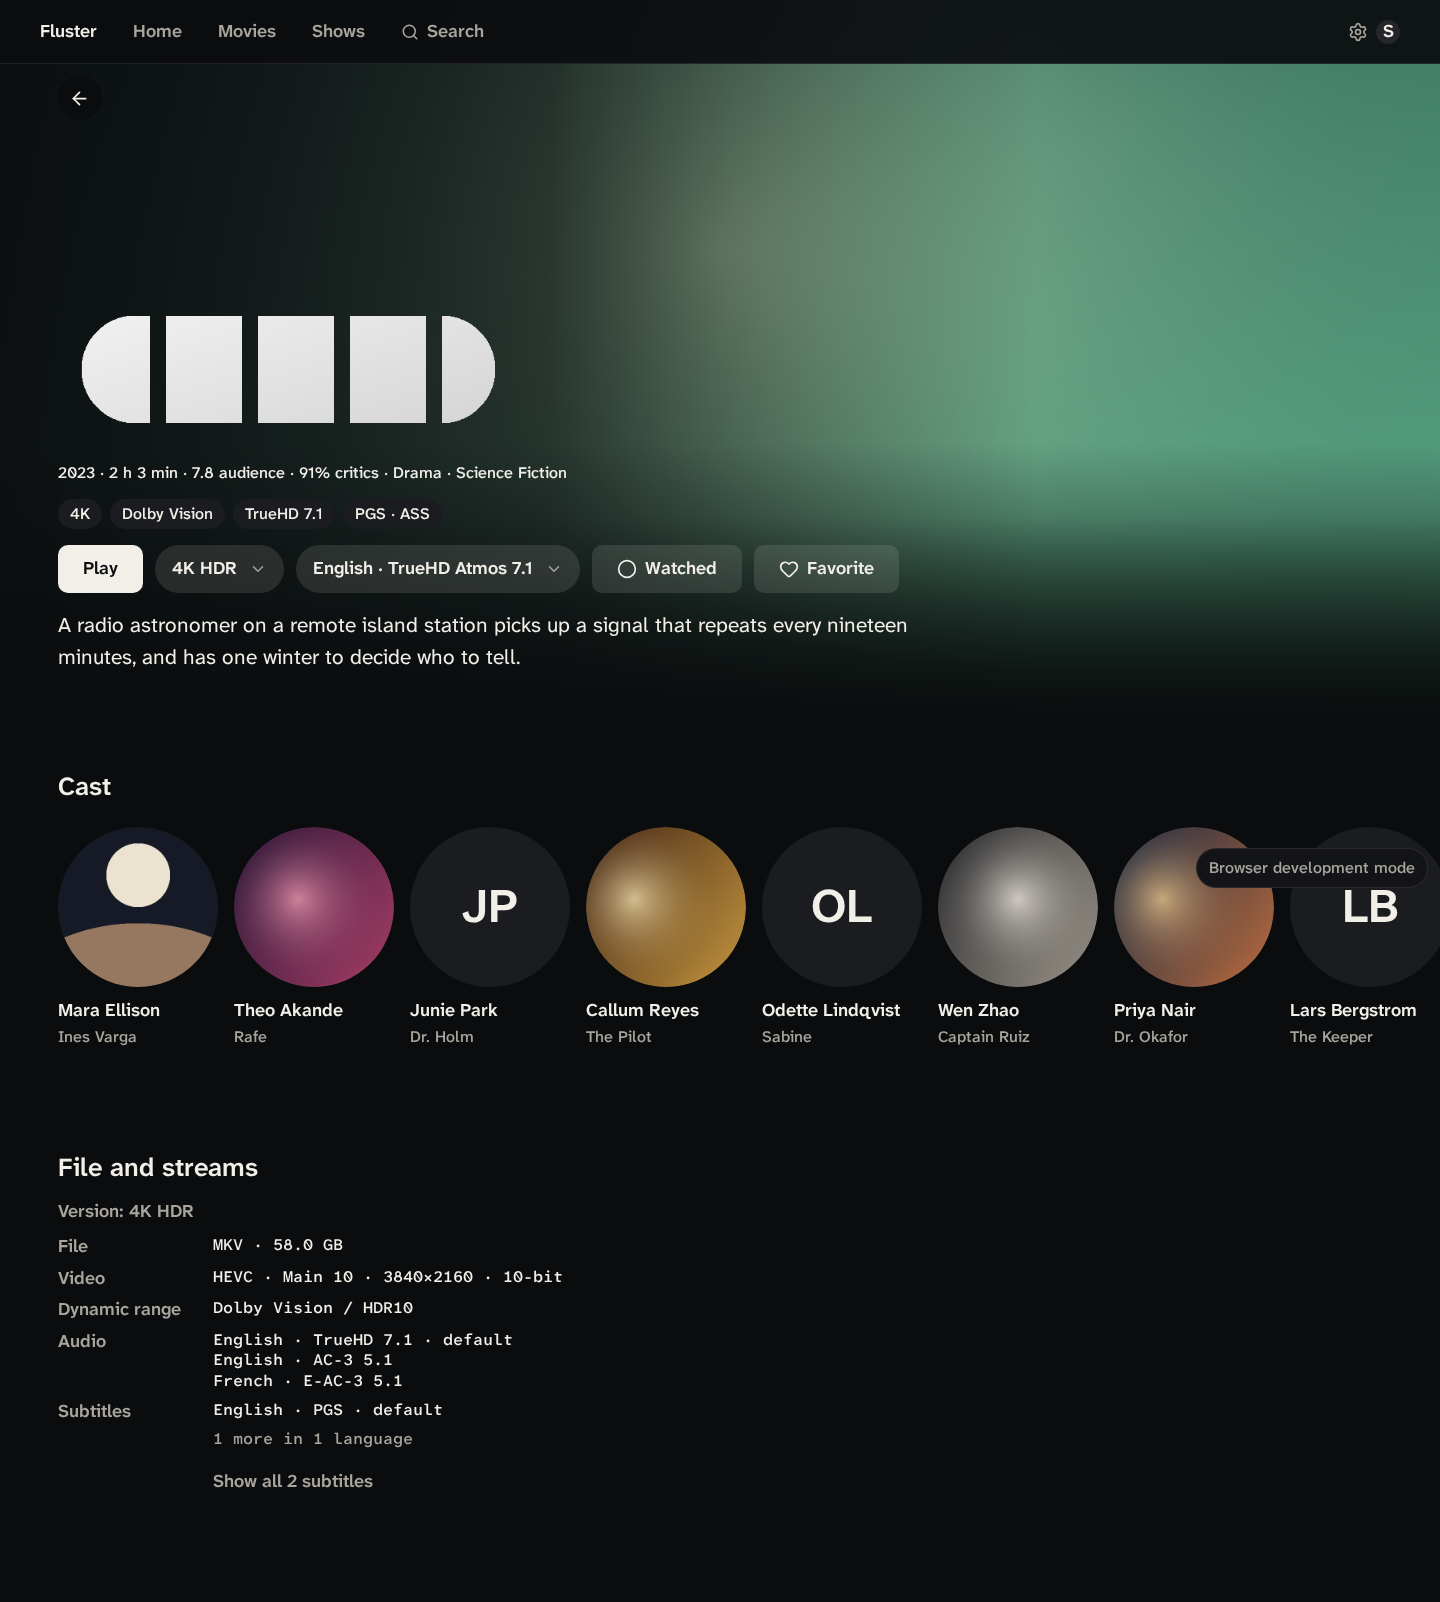 Fluster Home Movies Shows Search S
2023 · 2 h 3 min · 7.8 audience · 91% critics · Drama · Science Fiction
4K Dolby Vision TrueHD 7.1 PGS · ASS
Play 4K HDR English · TrueHD Atmos 7.1 Watched Favorite
A radio astronomer on a remote island station picks up a signal that repeats every nineteen
minutes, and has one winter to decide who to tell.
Cast
Browser development mode
JP OL LB
Mara Ellison Theo Akande Junie Park Callum Reyes Odette Lindqvist Wen Zhao Priya Nair Lars Bergstrom
Ines Varga Rafe Dr. Holm The Pilot Sabine Captain Ruiz Dr. Okafor The Keeper
File and streams
Version: 4K HDR
File MKV · 58.0 GB
Video HEVC · Main 10 · 3840×2160 · 10-bit
Dynamic range Dolby Vision / HDR10
Audio English · TrueHD 7.1 · default
English · AC-3 5.1
French · E-AC-3 5.1
Subtitles English · PGS · default
1 more in 1 language
Show all 2 subtitles